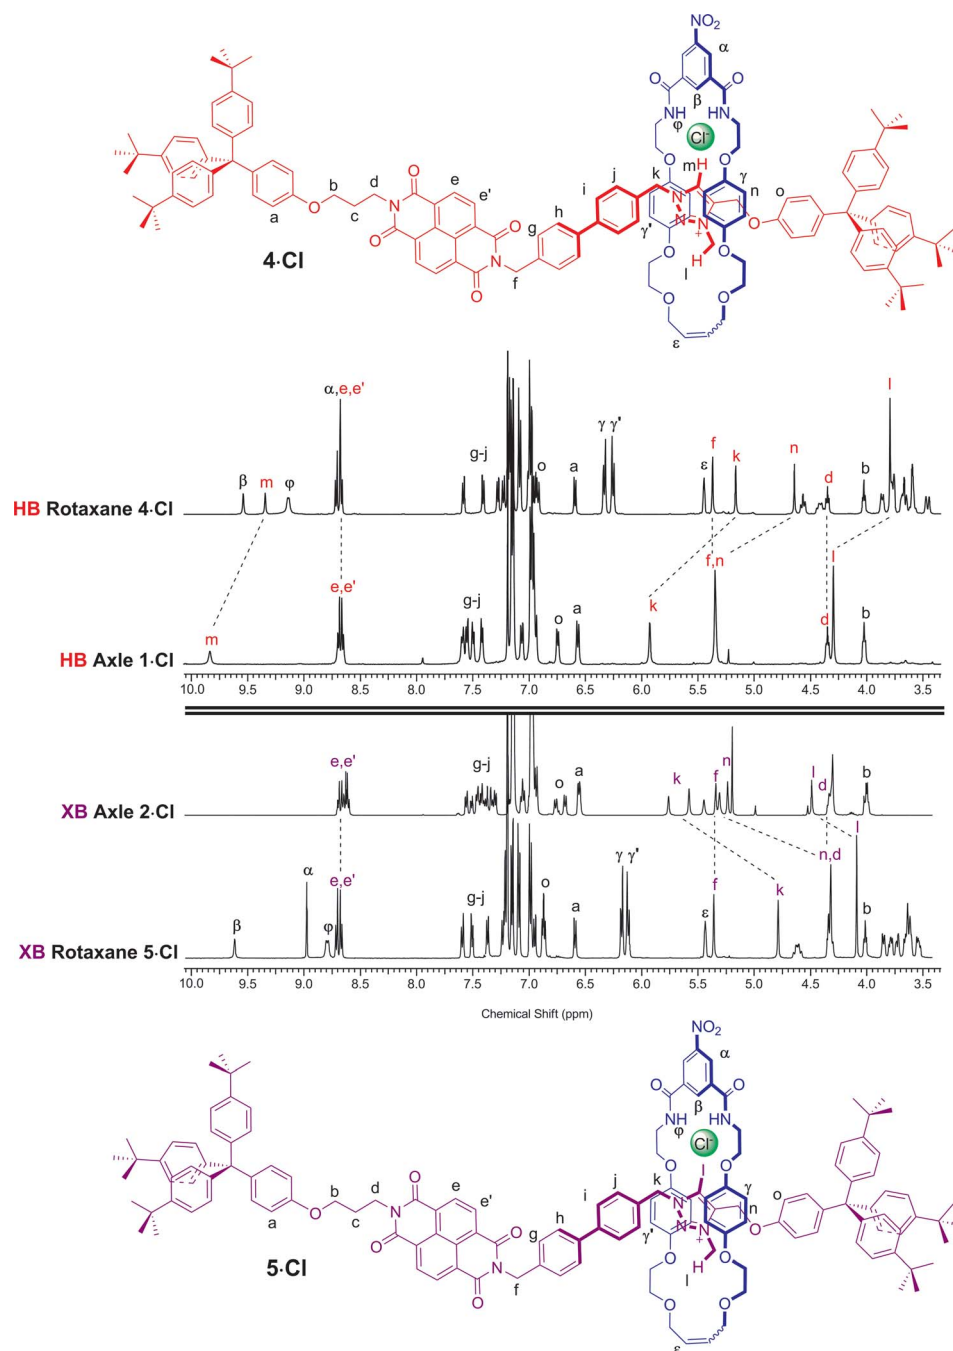 NO₂
α
O
O
β
NH
φ
HN
Cl⁻
m
H
O
O
b
d
e
e'
O
O
j
k
i
N
γ
n
o
a
O
c
N
h
N
γ'
N
+
O
g
O
O
N
O
O
f
H
l
4·Cl
O
O
O
O
ε
α,e,e'
l
γ
γ'
f
k
n
g-j
o
a
ε
d
b
β
m
φ
HB Rotaxane 4·Cl
e,e'
f,n
l
g-j
k
d
m
o
a
b
HB Axle 1·Cl
10.0 9.5 9.0 8.5 8.0 7.5 7.0 6.5 6.0 5.5 5.0 4.5 4.0 3.5
e,e'
g-j
a
k
f
n
l
d
b
o
XB Axle 2·Cl
α
e,e'
γ
γ'
n,d
l
g-j
o
a
f
k
β
φ
ε
b
XB Rotaxane 5·Cl
10.0 9.5 9.0 8.5 8.0 7.5 7.0 6.5 6.0 5.5 5.0 4.5 4.0 3.5
Chemical Shift (ppm)
NO₂
α
O
O
β
NH
φ
HN
Cl⁻
I
O
O
b
d
e
e'
O
O
j
k
i
N
γ
n
o
a
O
c
N
h
N
γ'
N
+
O
g
O
O
N
O
O
f
H
l
5·Cl
O
O
O
O
ε